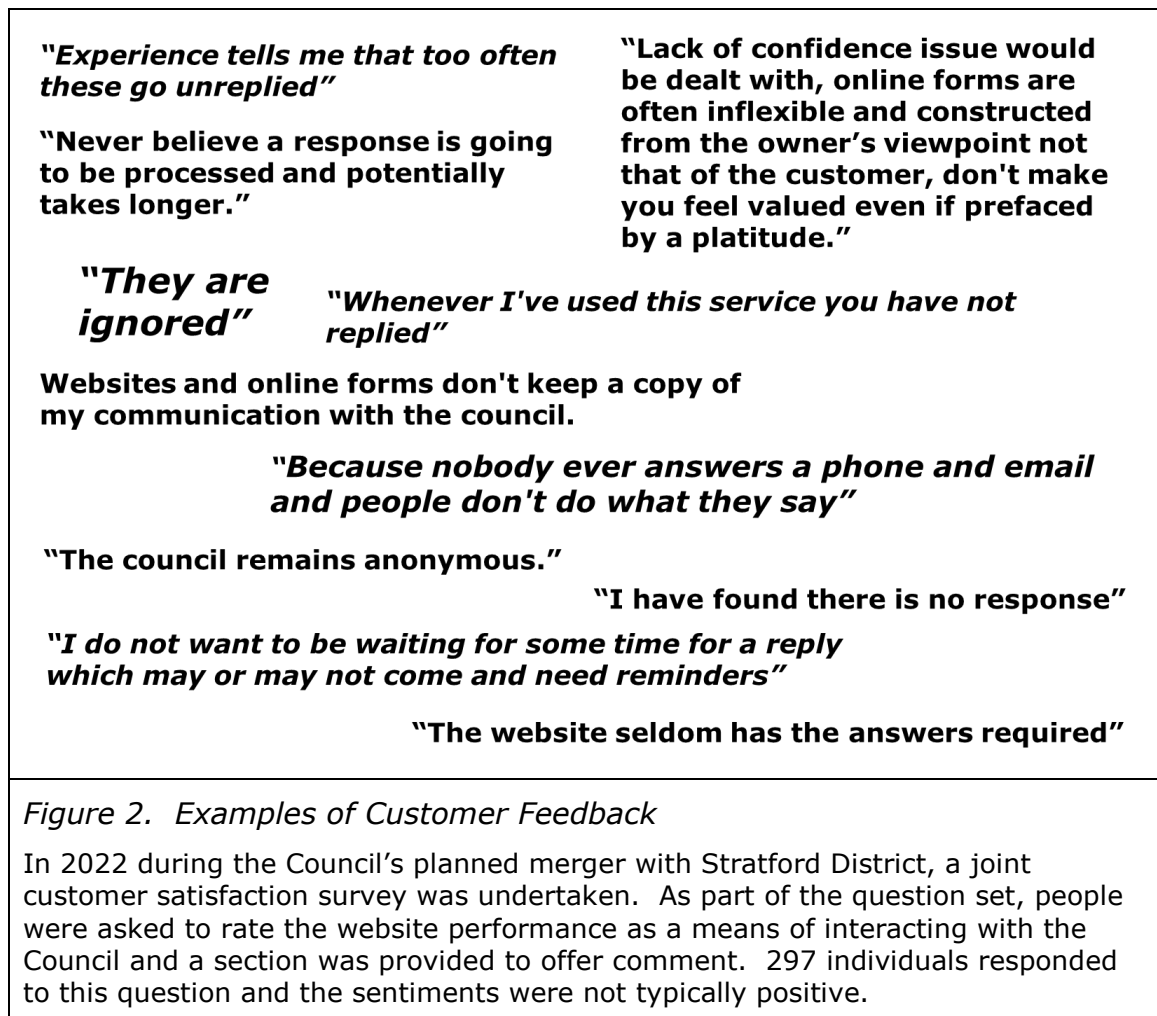 “Experience tells me that too often
these go unreplied”
“Never believe a response is going
to be processed and potentially
takes longer.”
“Lack of confidence issue would
be dealt with, online forms are
often inflexible and constructed
from the owner’s viewpoint not
that of the customer, don't make
you feel valued even if prefaced
by a platitude.”
“They are
ignored”
“Whenever I've used this service you have not
replied”
Websites and online forms don't keep a copy of
my communication with the council.
“Because nobody ever answers a phone and email
and people don't do what they say”
“The council remains anonymous.”
“I have found there is no response”
“I do not want to be waiting for some time for a reply
which may or may not come and need reminders”
“The website seldom has the answers required”
Figure 2.  Examples of Customer Feedback
In 2022 during the Council’s planned merger with Stratford District, a joint
customer satisfaction survey was undertaken.  As part of the question set, people
were asked to rate the website performance as a means of interacting with the
Council and a section was provided to offer comment.  297 individuals responded
to this question and the sentiments were not typically positive.